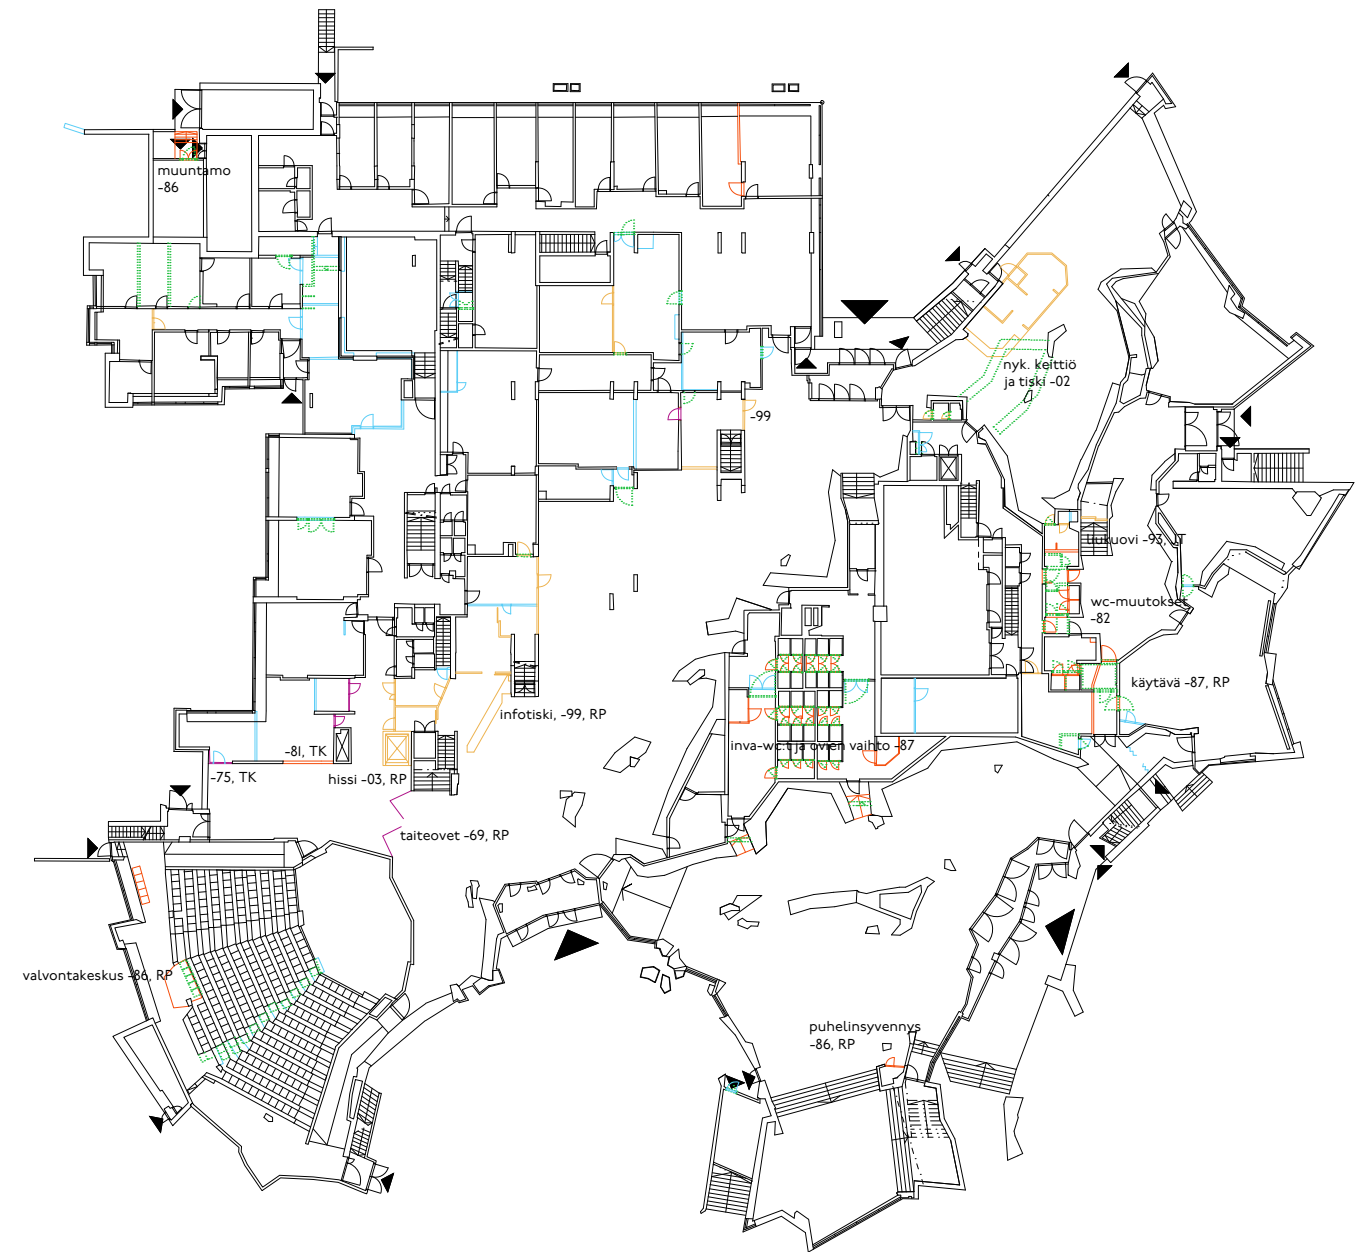 muuntamo
-86
nyk. keittiö
ja tiski -02
-99
liukuovi -93, IT
wc-muutokset
-82
käytävä -87, RP
infotiski, -99, RP
inva-wc:t ja ovien vaihto -87
-81, TK
-75, TK
hissi -03, RP
taiteovet -69, RP
valvontakeskus -86, RP
puhelinsyvennys
-86, RP